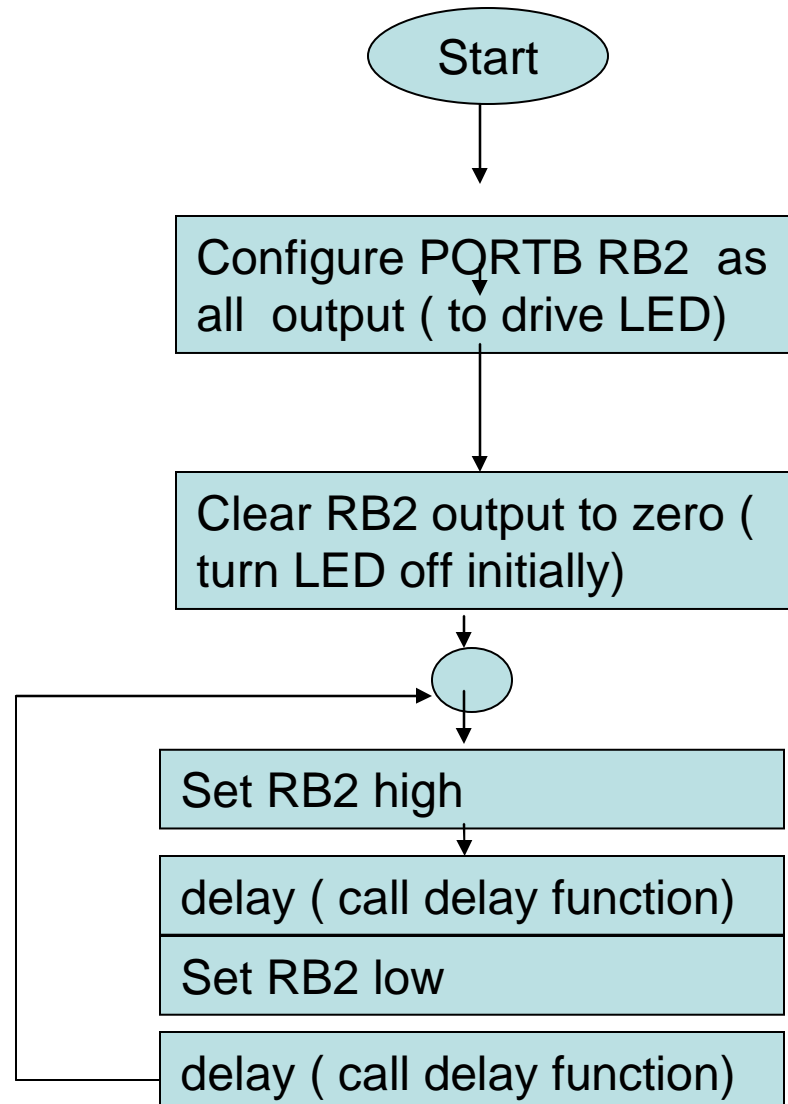 Start
Configure PORTB RB2 as
all output ( to drive LED)
Clear RB2 output to zero (
turn LED off initially)
Set RB2 high
delay ( call delay function)
Set RB2 low
delay ( call delay function)